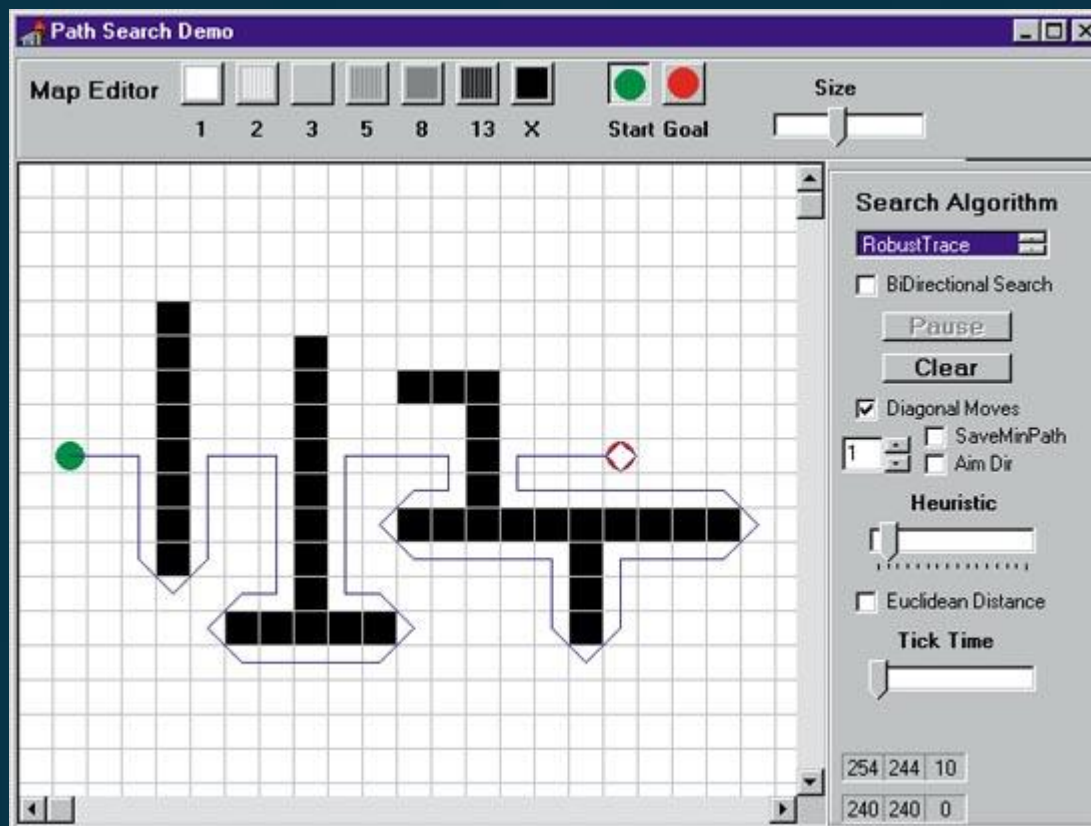 Path Search Demo
Map Editor
1 2 3 5 8 13 X
Start Goal
Size
Search Algorithm
RobustTrace
BiDirectional Search
Pause
Clear
Diagonal Moves
1
SaveMinPath
Aim Dir
Heuristic
Euclidean Distance
Tick Time
254 244 10
240 240 0